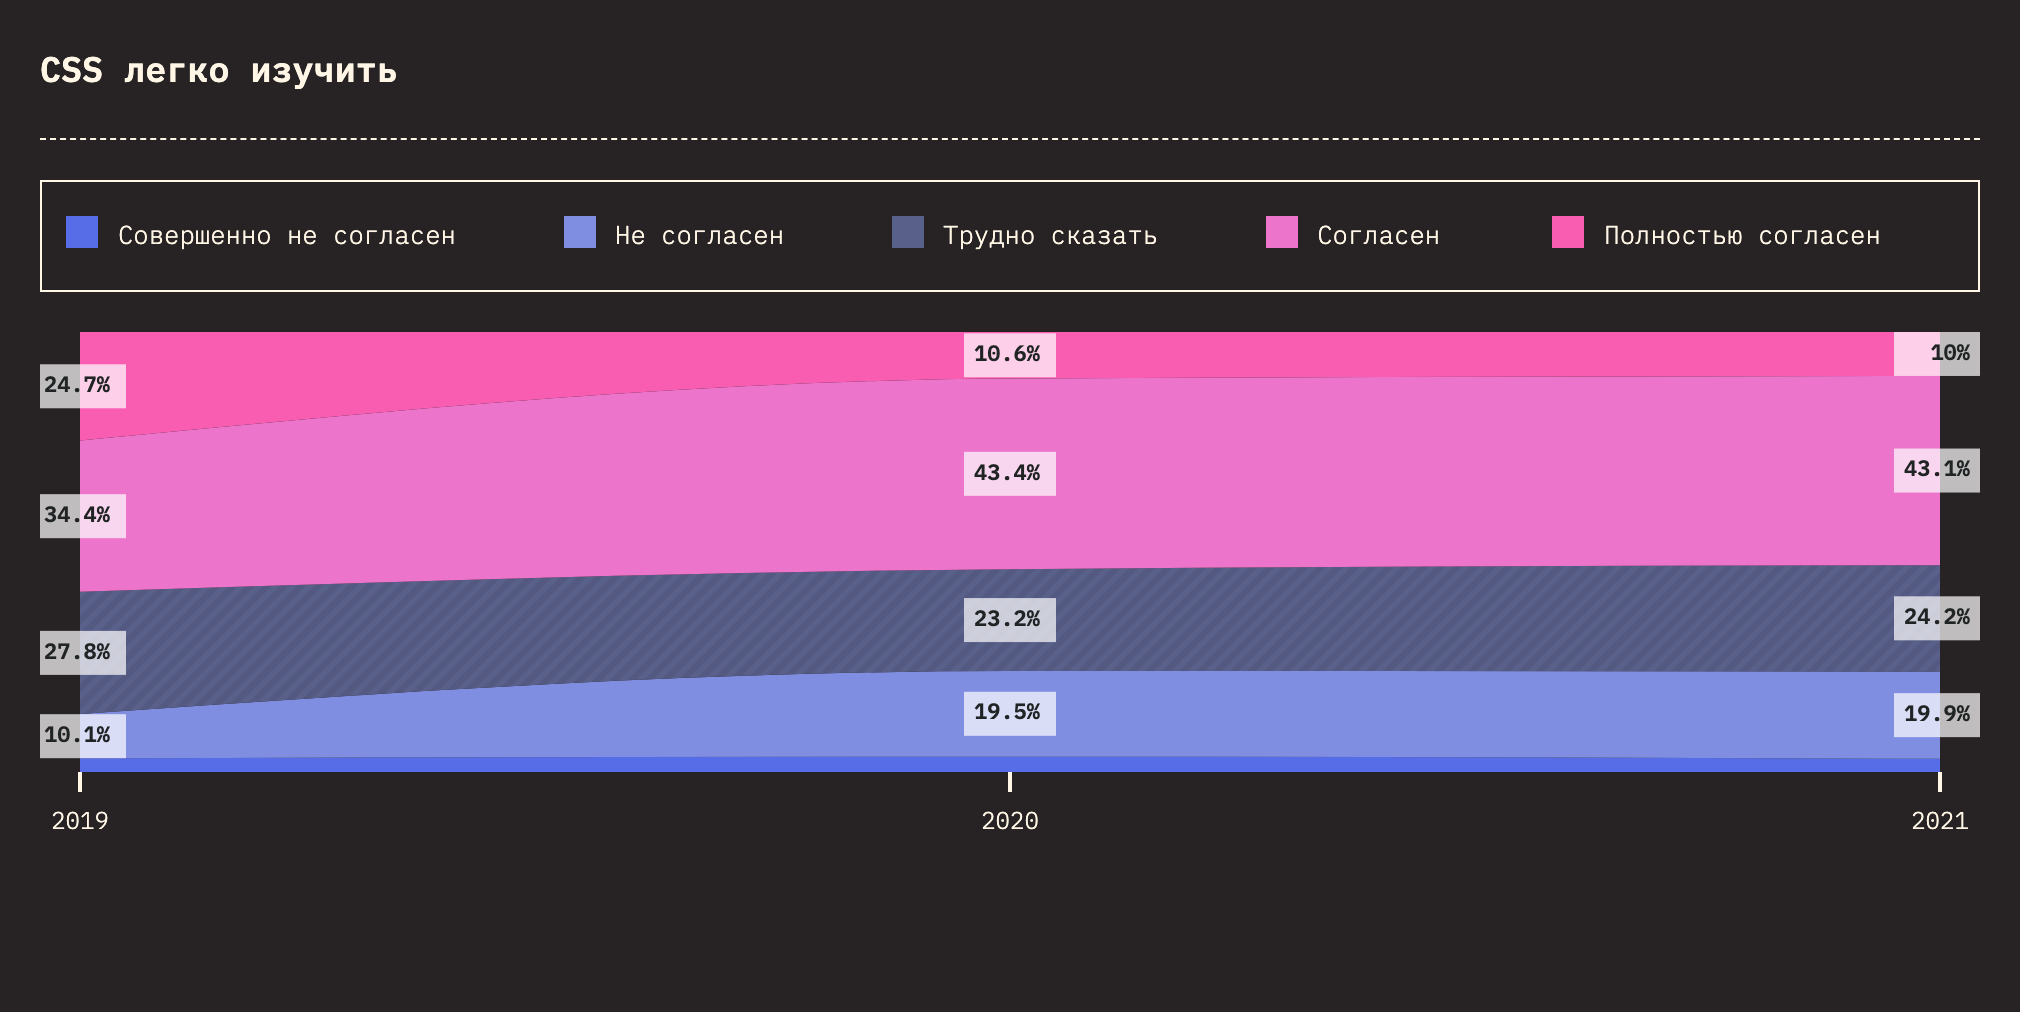 CSS легко изучить
Совершенно не согласен Не согласен Трудно сказать Согласен Полностью согласен
24.7% 10.6% 10%
34.4% 43.4% 43.1%
27.8% 23.2% 24.2%
10.1% 19.5% 19.9%
2019 2020 2021